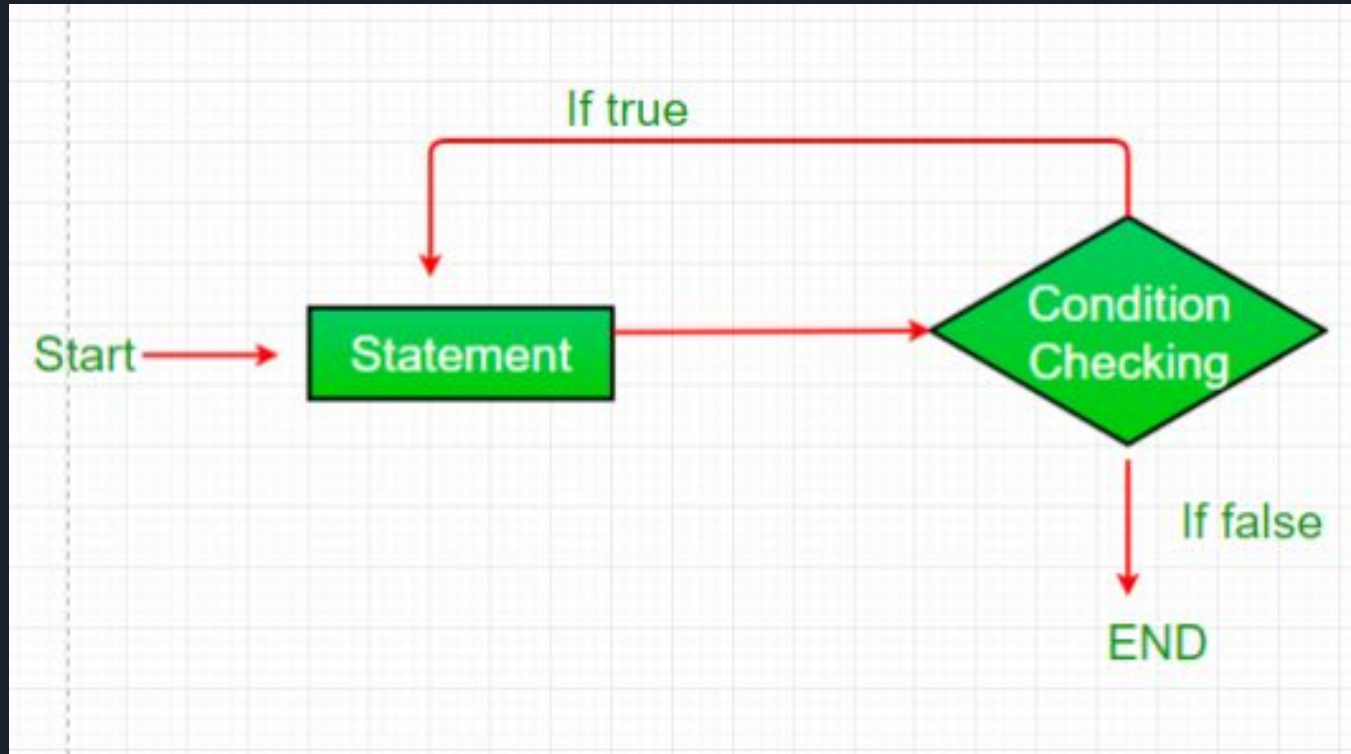 If true
Start
Statement
Condition
Checking
If false
END